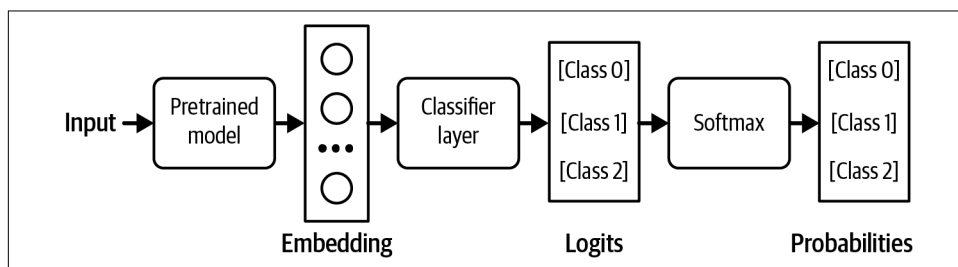 Input
Pretrained
model
Embedding
Classifier
layer
[Class 0]
[Class 1]
[Class 2]
Logits
Softmax
[Class 0]
[Class 1]
[Class 2]
Probabilities